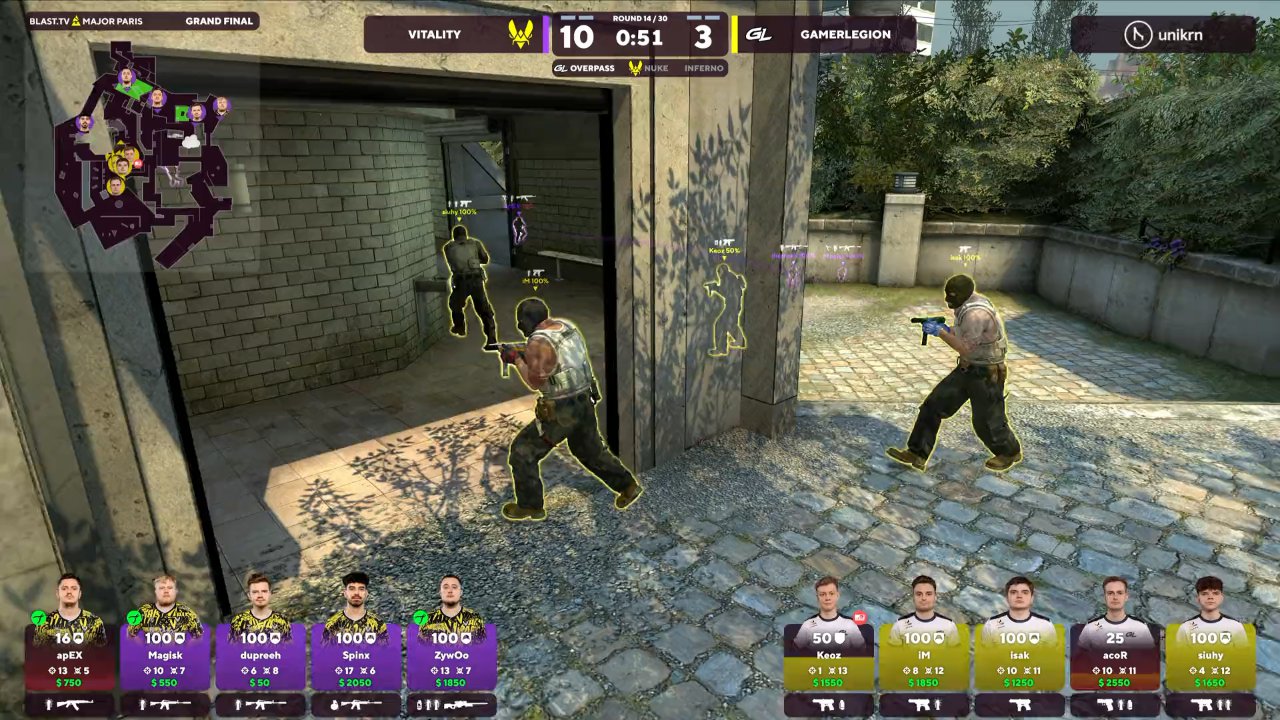 BLAST.TV MAJOR PARIS GRAND FINAL
VITALITY 10 ROUND 14 / 30 0:51 3 GL GAMERLEGION
GL OVERPASS NUKE INFERNO
unikrn
siuhy 100%
iM 100%
Keoz 50%
isak 100%
16 100 100 100 100
apEX Magisk dupreeh Spinx ZywOo
13 5 10 7 6 8 17 6 13 7
$750 $550 $50 $2050 $1850
50 100 100 25 100
Keoz iM isak acoR siuhy
1 13 8 12 10 11 10 11 4 12
$1550 $1850 $1250 $2550 $1650